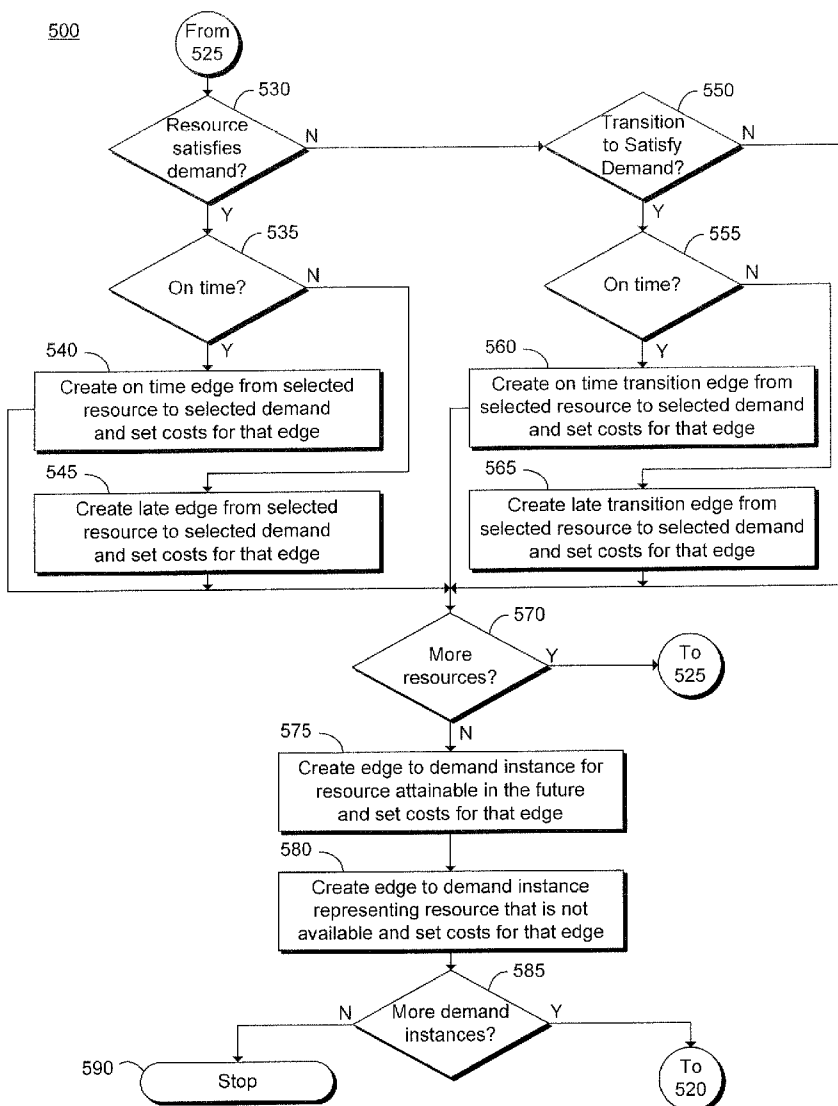 500
From
525
530
Resource
satisfies
demand?
N
Y
550
Transition
to Satisfy
Demand?
N
Y
535
On time?
N
Y
555
On time?
N
Y
540
Create on time edge from selected
resource to selected demand
and set costs for that edge
560
Create on time transition edge from
selected resource to selected demand
and set costs for that edge
545
Create late edge from selected
resource to selected demand
and set costs for that edge
565
Create late transition edge from
selected resource to selected demand
and set costs for that edge
570
More
resources?
Y
N
To
525
575
Create edge to demand instance for
resource attainable in the future
and set costs for that edge
580
Create edge to demand instance
representing resource that is not
available and set costs for that edge
585
More demand
instances?
N
Y
590
Stop
To
520